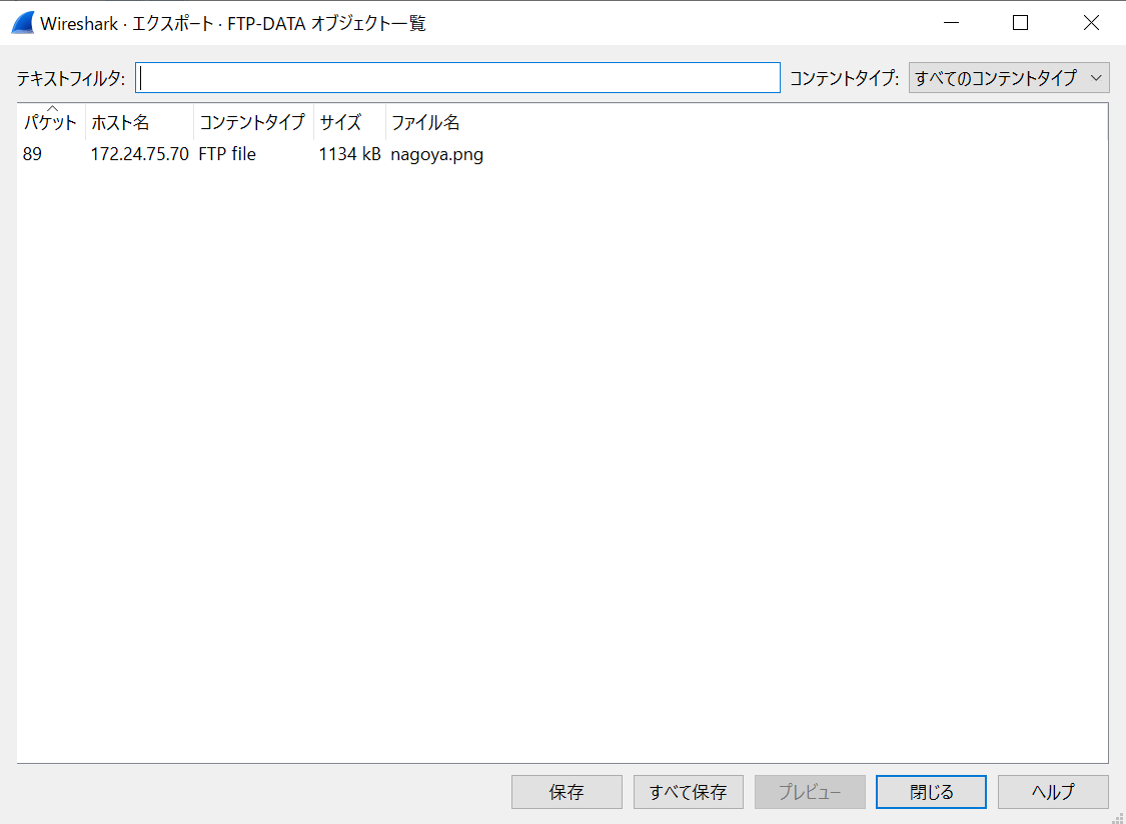 Wireshark · エクスポート · FTP-DATA オブジェクト一覧
テキストフィルタ: コンテントタイプ: すべてのコンテントタイプ
パケット ホスト名 コンテントタイプ サイズ ファイル名
89 172.24.75.70 FTP file 1134 kB nagoya.png
保存 すべて保存 プレビュー 閉じる ヘルプ